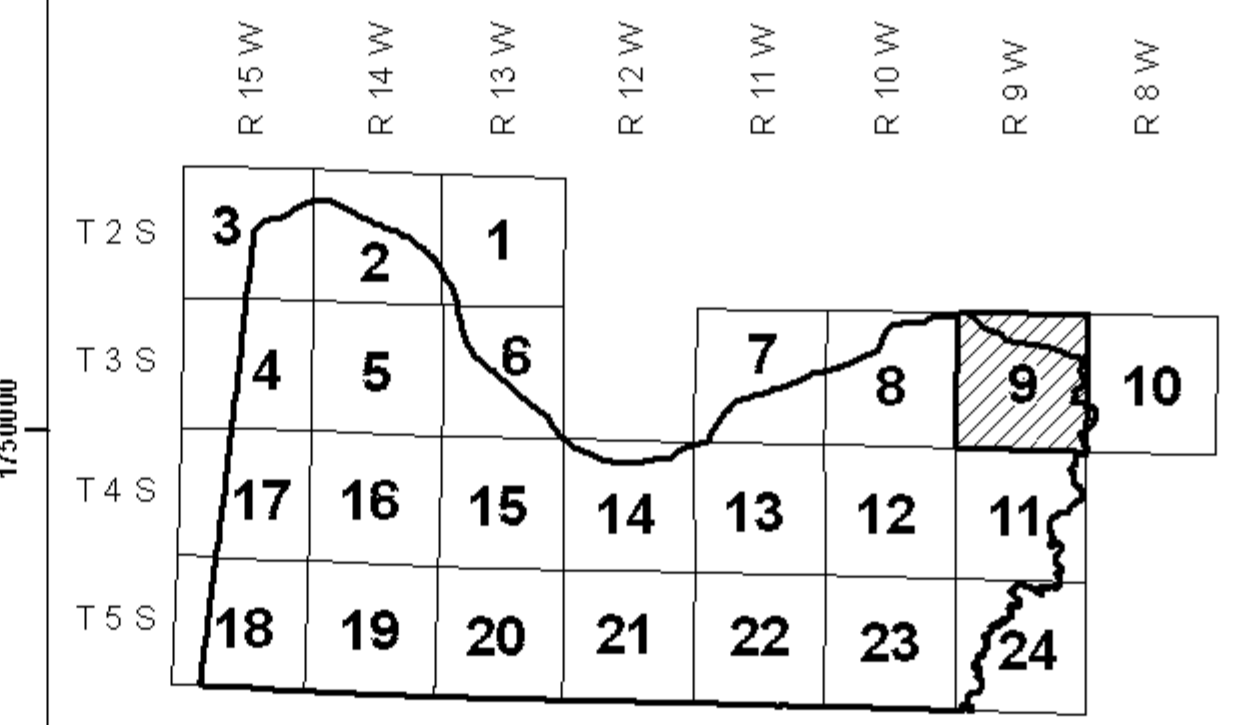 R 15 W R 14 W R 13 W R 12 W R 11 W R 10 W R 9 W R 8 W
T 2 S 3 2 1
T 3 S 4 5 6 7 8 9 10
1750000
T 4 S 17 16 15 14 13 12 11
T 5 S 18 19 20 21 22 23 24